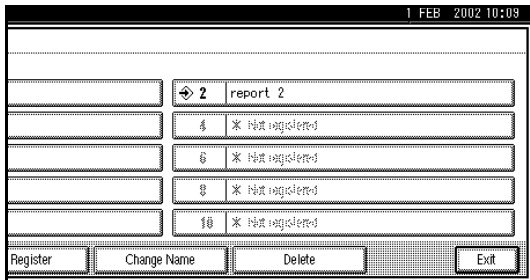 1 FEB 2002 10:09
2 report 2
4 * Not registered
6 * Not registered
8 * Not registered
10 * Not registered
Register Change Name Delete Exit